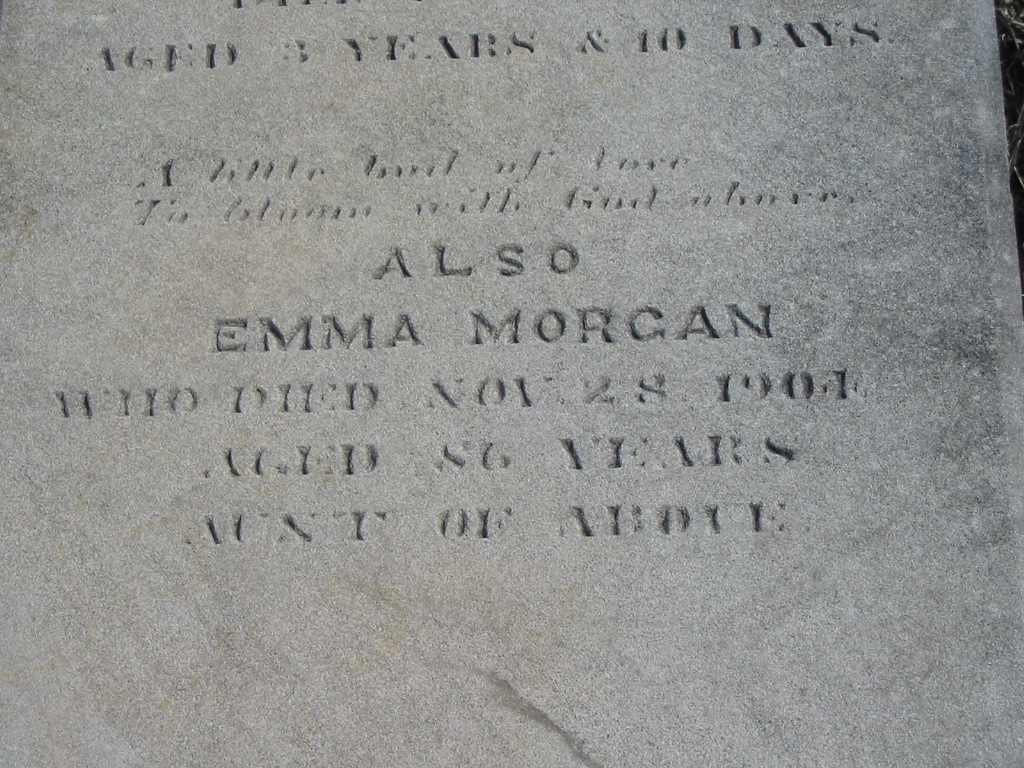 AGED 3 YEARS & 10 DAYS.
A little bud of love
To bloom with God above.
ALSO
EMMA MORGAN
WHO DIED NOV. 28 1904
AGED 86 YEARS
AUNT OF ABOVE